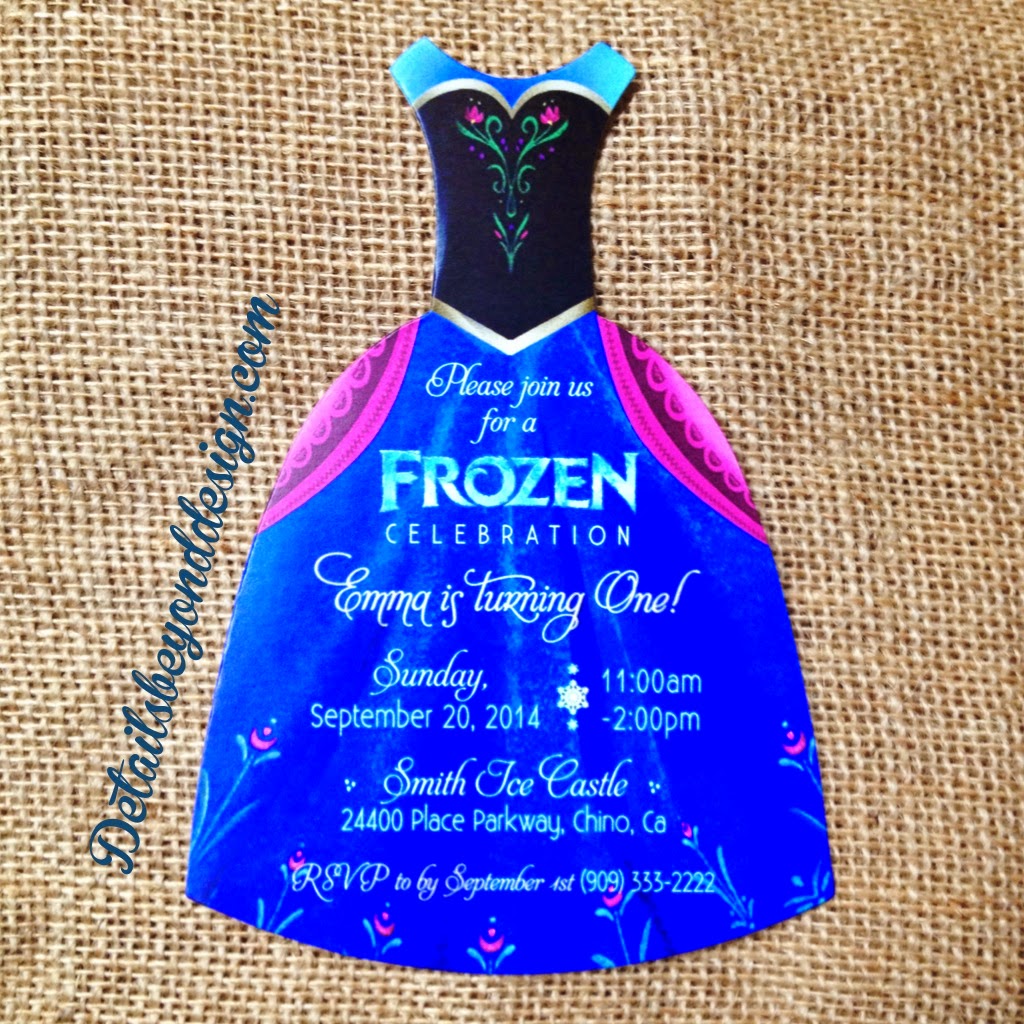 Please join us
for a
FROZEN
CELEBRATION
Emma is turning One!
Sunday,
September 20, 2014
11:00am
-2:00pm
Smith Ice Castle
24400 Place Parkway, Chino, Ca
RSVP to by September 1st (909) 333-2222
Detailsbeyonddesign.com